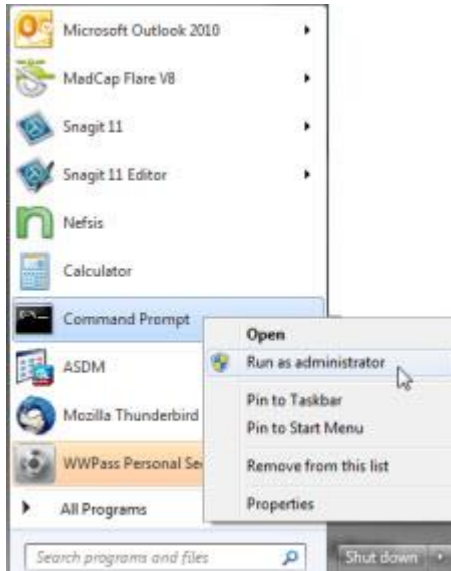 Microsoft Outlook 2010
MadCap Flare V8
Snagit 11
Snagit 11 Editor
Nefsis
Calculator
Command Prompt
Open
Run as administrator
ASDM
Pin to Taskbar
Mozilla Thunderbird
Pin to Start Menu
WWPass Personal Se
Remove from this list
All Programs
Properties
Search programs and files
Shut down